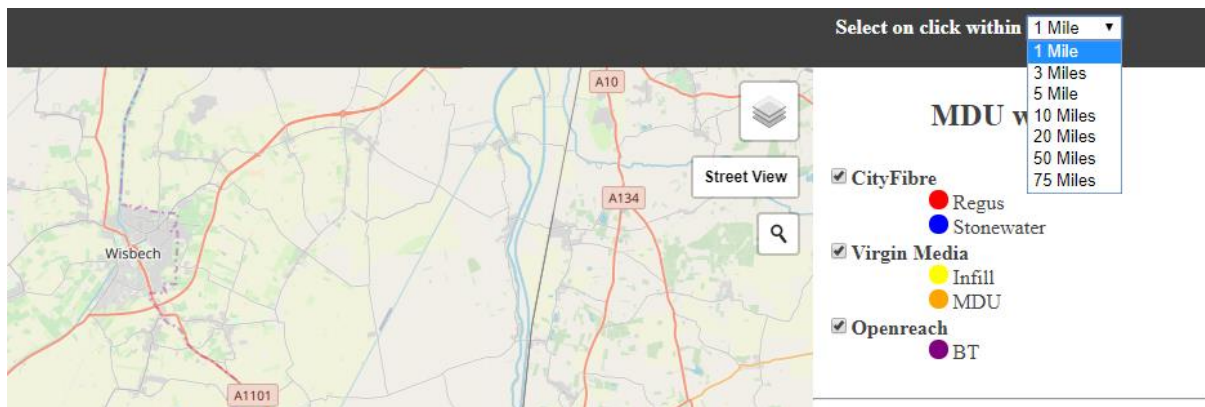 Select on click within 1 Mile
1 Mile
3 Miles
5 Mile
10 Miles
20 Miles
50 Miles
75 Miles
A10
Street View
A134
Wisbech
A1101
MDU
CityFibre
Regus
Stonewater
Virgin Media
Infill
MDU
Openreach
BT